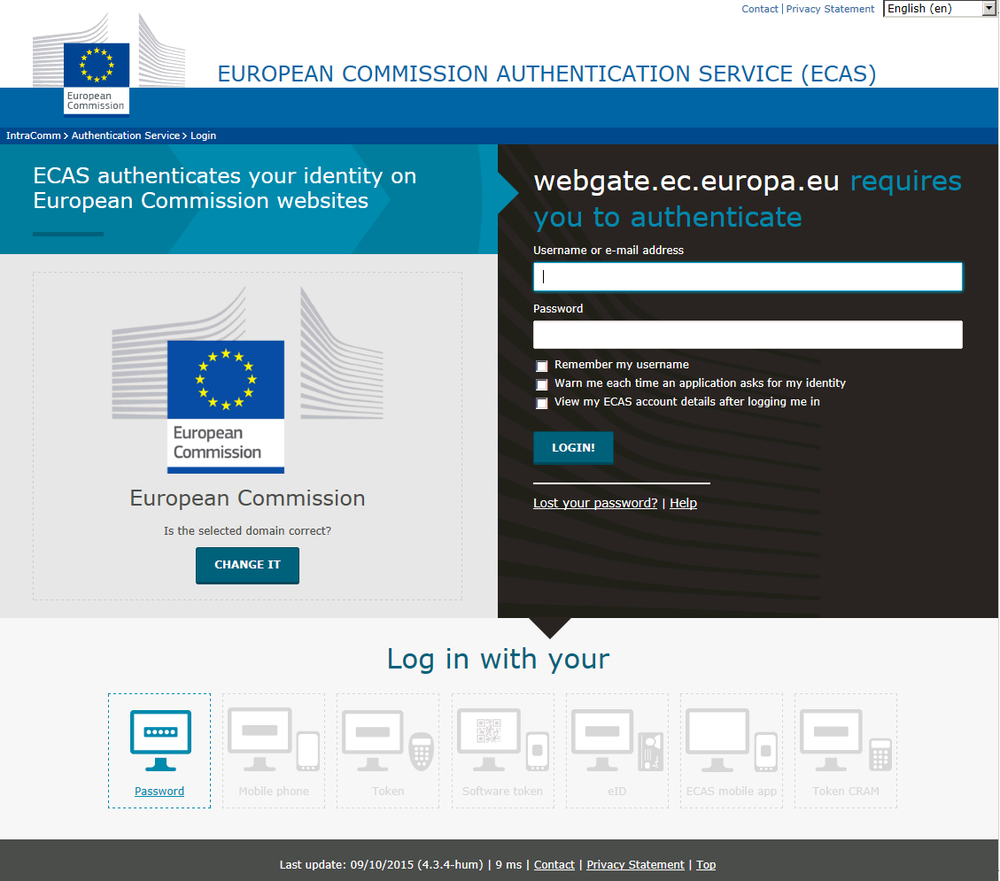 Contact | Privacy Statement English (en)
European
Commission
EUROPEAN COMMISSION AUTHENTICATION SERVICE (ECAS)
IntraComm > Authentication Service > Login
ECAS authenticates your identity on
European Commission websites
European
Commission
European Commission
Is the selected domain correct?
CHANGE IT
webgate.ec.europa.eu requires
you to authenticate
Username or e-mail address
Password
Remember my username
Warn me each time an application asks for my identity
View my ECAS account details after logging me in
LOGIN!
Lost your password? | Help
Log in with your
Password
Mobile phone
Token
Software token
eID
ECAS mobile app
Token CRAM
Last update: 09/10/2015 (4.3.4-hum) | 9 ms | Contact | Privacy Statement | Top